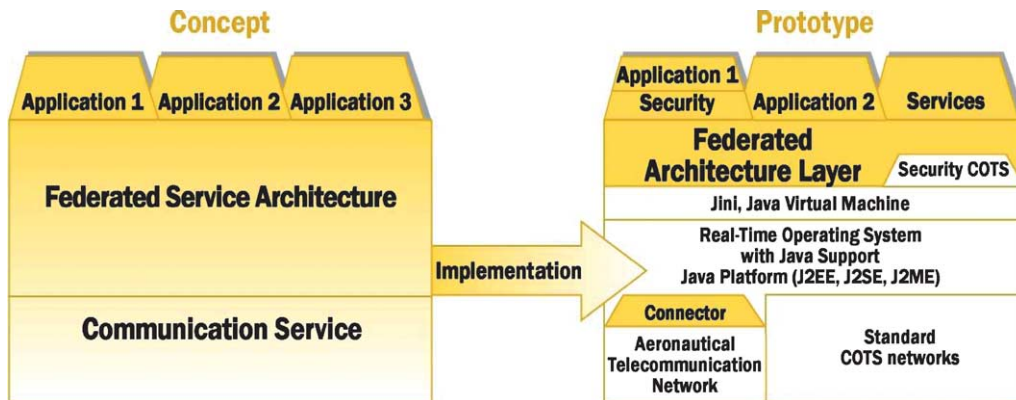 Concept
Application 1
Application 2
Application 3
Federated Service Architecture
Communication Service
Implementation
Prototype
Application 1
Security
Application 2
Services
Federated
Architecture Layer
Security COTS
Jini, Java Virtual Machine
Real-Time Operating System
with Java Support
Java Platform (J2EE, J2SE, J2ME)
Connector
Aeronautical
Telecommunication
Network
Standard
COTS networks